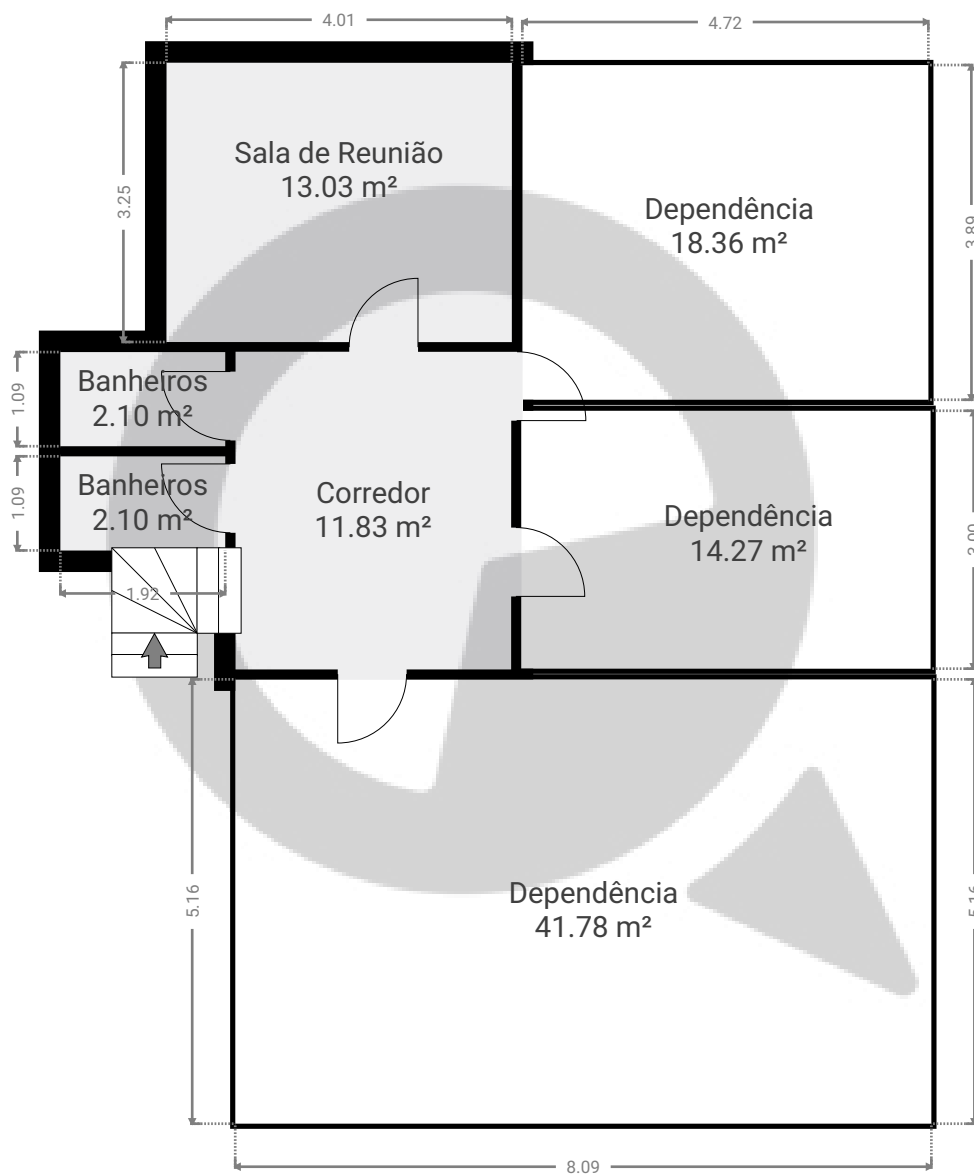 4.01
4.72
Sala de Reunião
13.03 m²
3.25
Dependência
18.36 m²
3.89
Banheiros
2.10 m²
1.09
Banheiros
2.10 m²
1.09
Corredor
11.83 m²
Dependência
14.27 m²
1.92
Dependência
41.78 m²
5.16
5.16
8.09